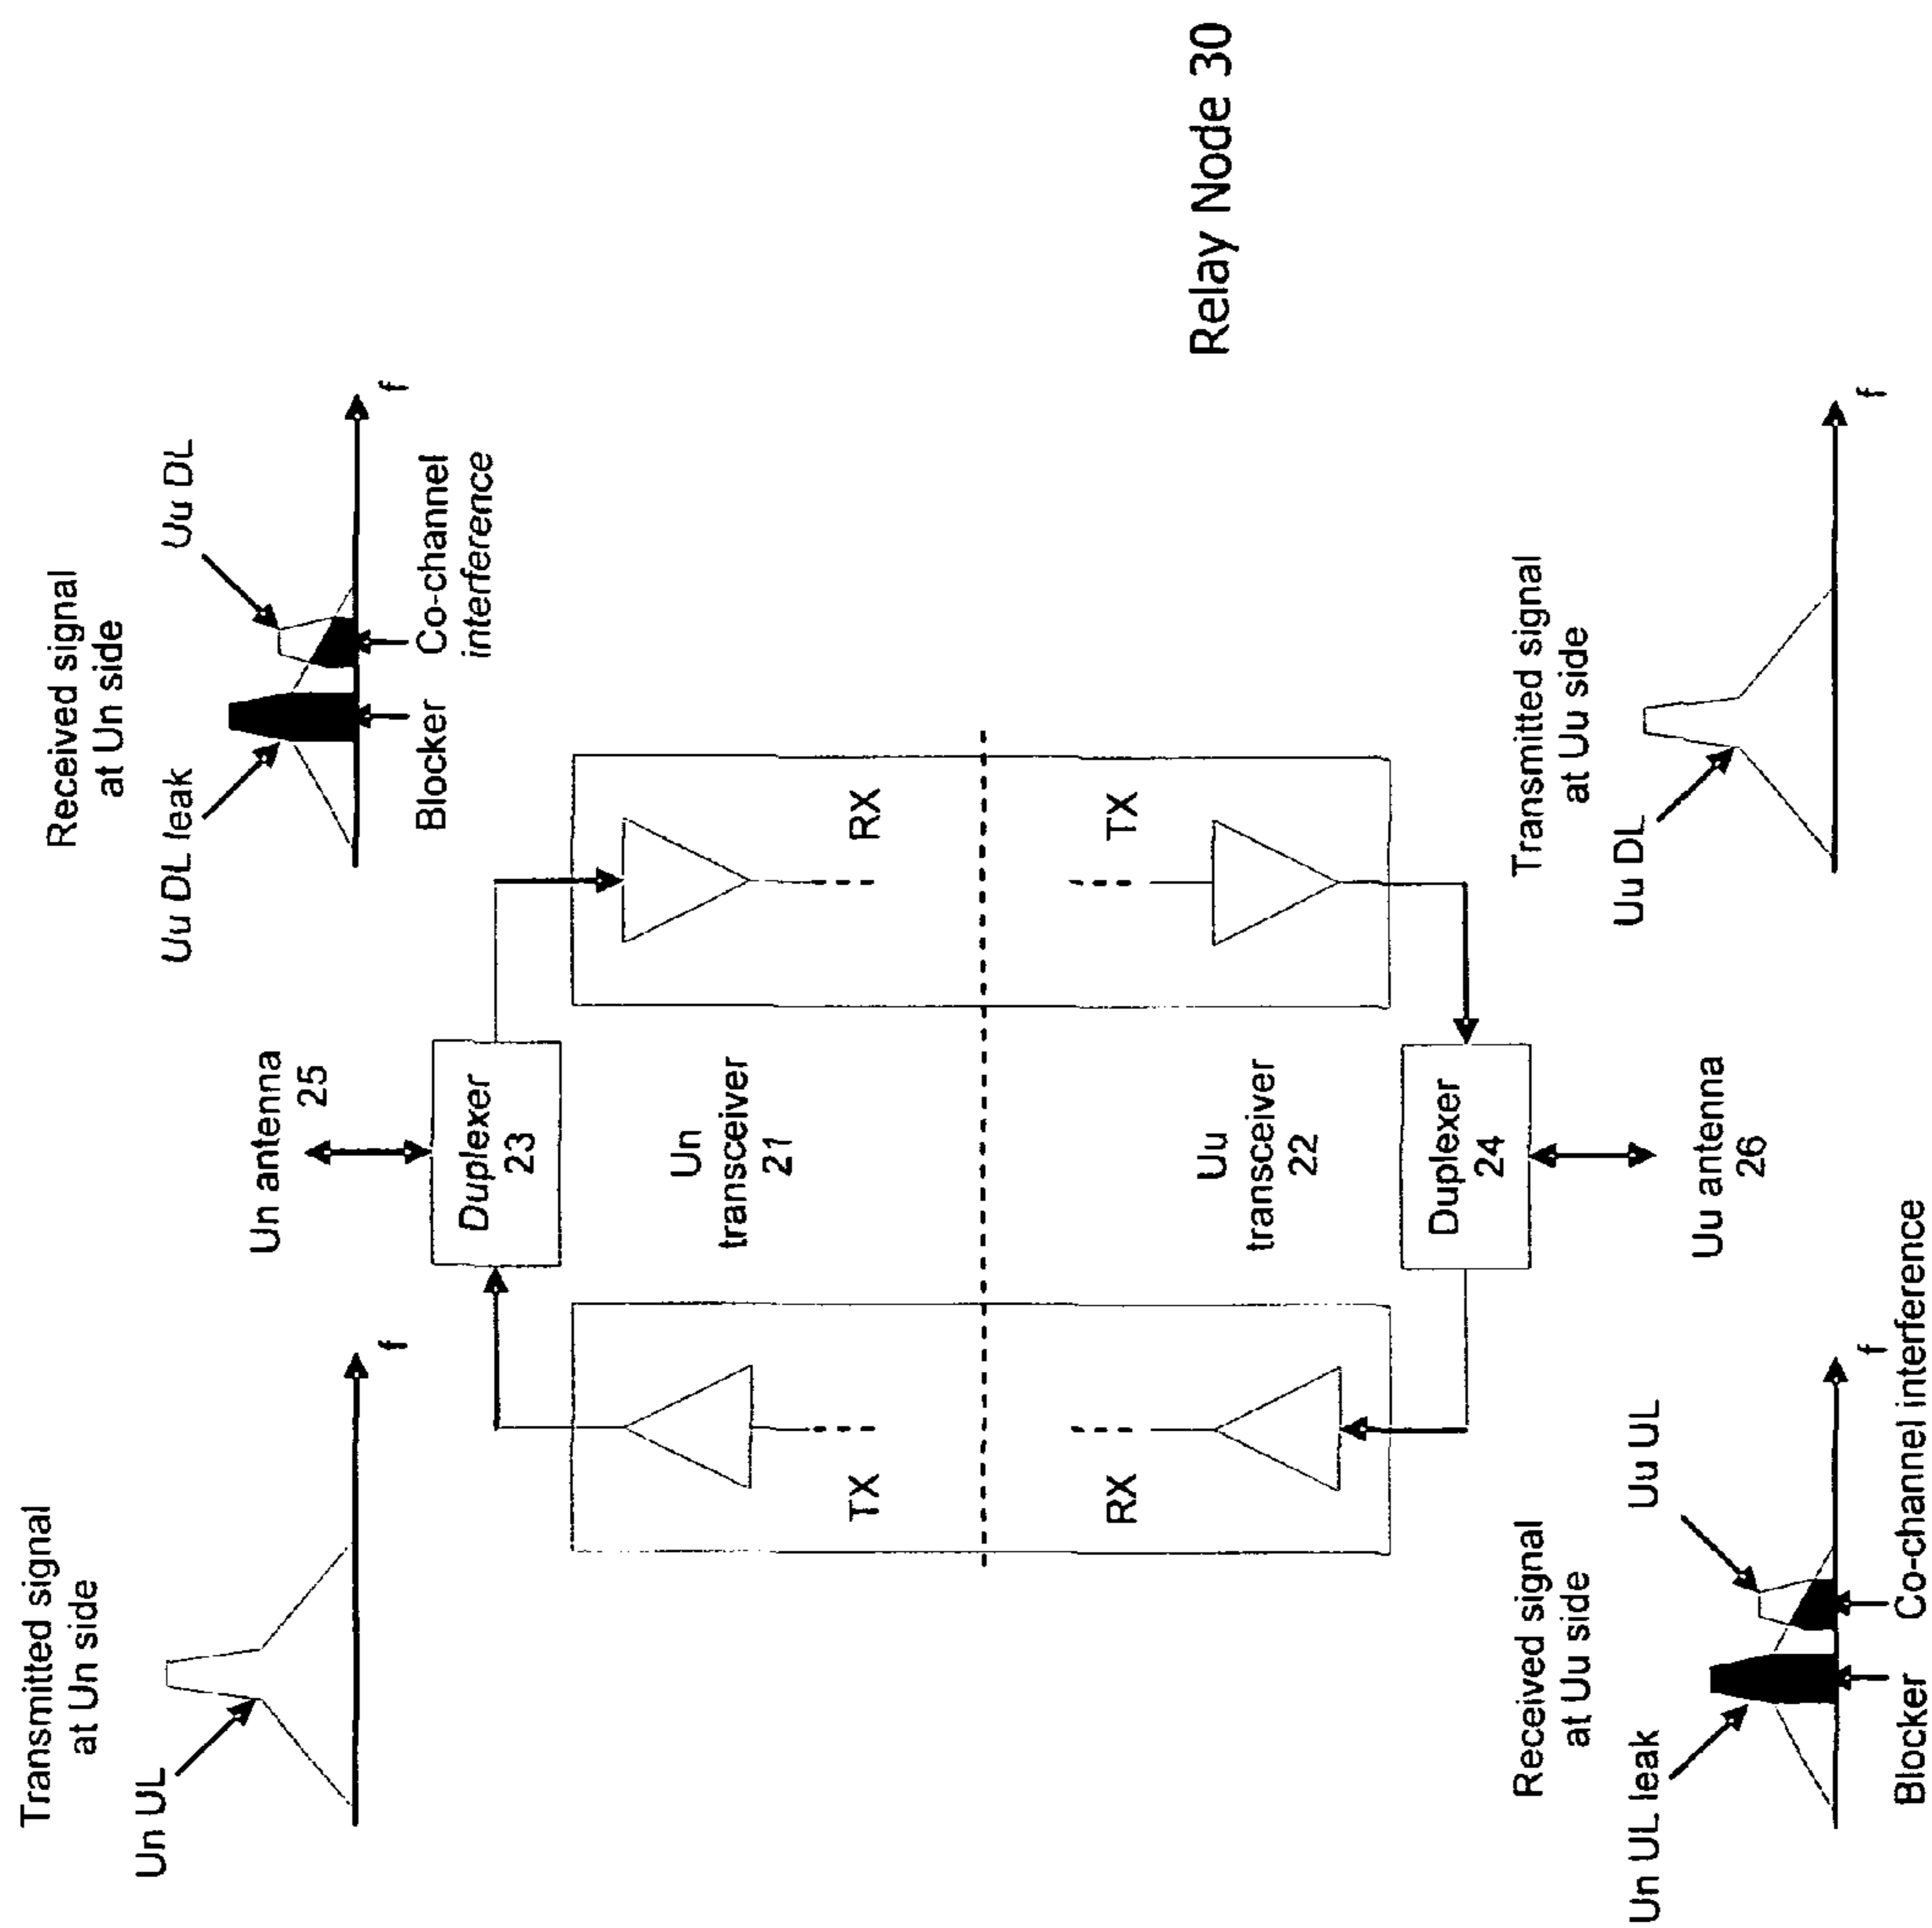 Transmitted signal
at Un side
Un UL
f
Received signal
at Un side
Uu DL leak
Uu DL
f
Blocker
Co-channel
interference
Un antenna
25
Duplexer
23
TX
Un
transceiver
21
RX
RX
Uu
transceiver
22
TX
Duplexer
24
Uu antenna
26
Received signal
at Uu side
Un UL leak
Uu UL
f
Blocker
Co-channel interference
Transmitted signal
at Uu side
Uu DL
f
Relay Node 30